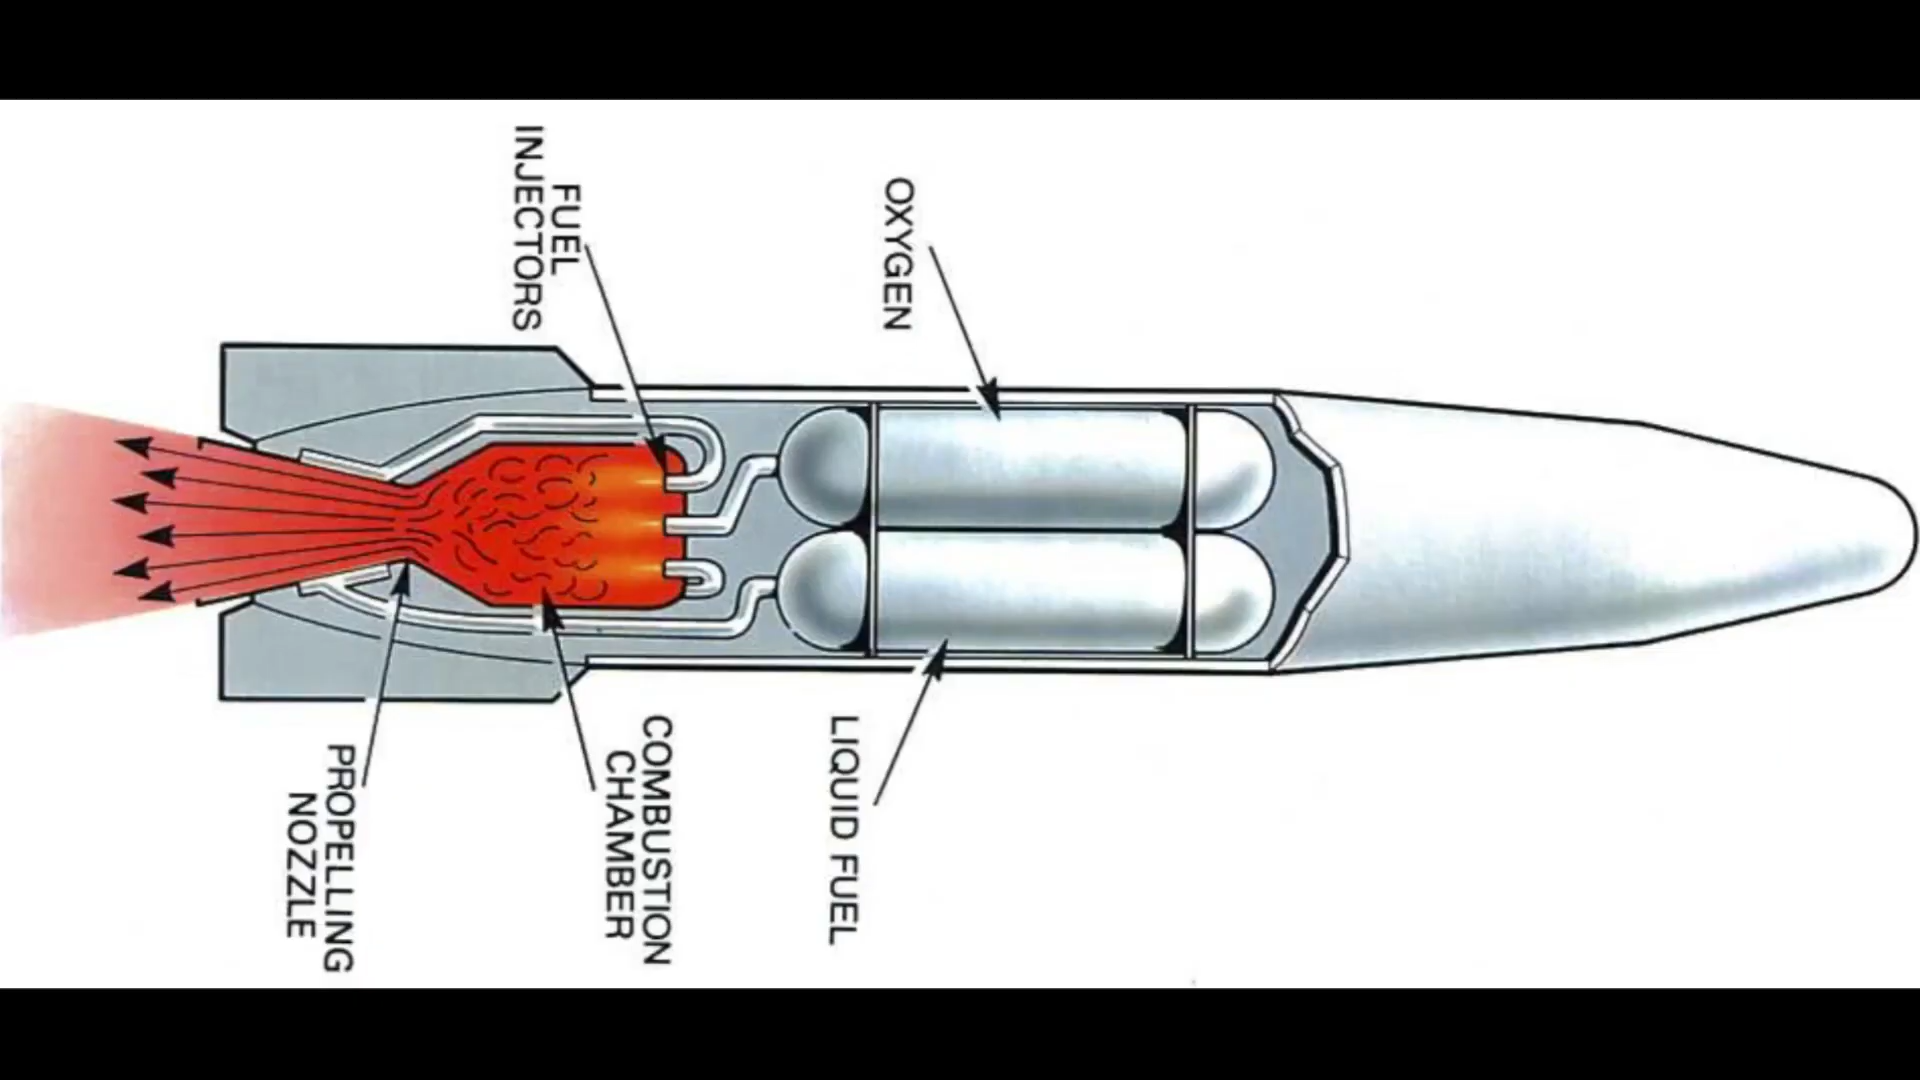 FUEL
INJECTORS
OXYGEN
PROPELLING
NOZZLE
COMBUSTION
CHAMBER
LIQUID FUEL